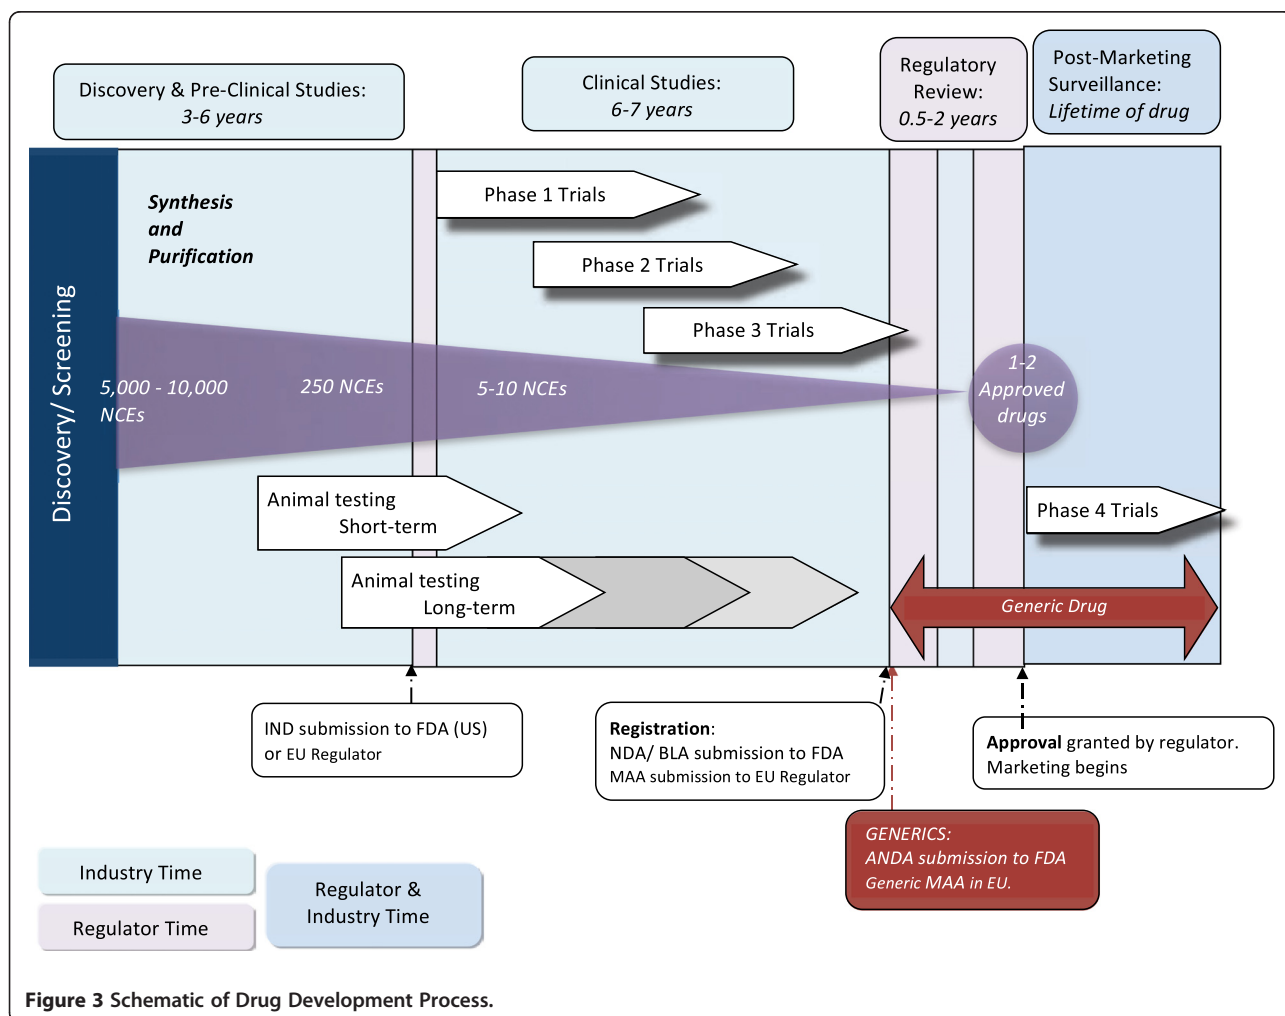 Discovery & Pre-Clinical Studies:
3-6 years
Clinical Studies:
6-7 years
Regulatory
Review:
0.5-2 years
Post-Marketing
Surveillance:
Lifetime of drug
Discovery/ Screening
Synthesis
and
Purification
Phase 1 Trials
Phase 2 Trials
Phase 3 Trials
5,000 - 10,000
NCEs
250 NCEs
5-10 NCEs
1-2
Approved
drugs
Animal testing
Short-term
Phase 4 Trials
Animal testing
Long-term
Generic Drug
IND submission to FDA (US)
or EU Regulator
Registration:
NDA/ BLA submission to FDA
MAA submission to EU Regulator
Approval granted by regulator.
Marketing begins
GENERICS:
ANDA submission to FDA
Generic MAA in EU.
Industry Time
Regulator Time
Regulator &
Industry Time
Figure 3 Schematic of Drug Development Process.